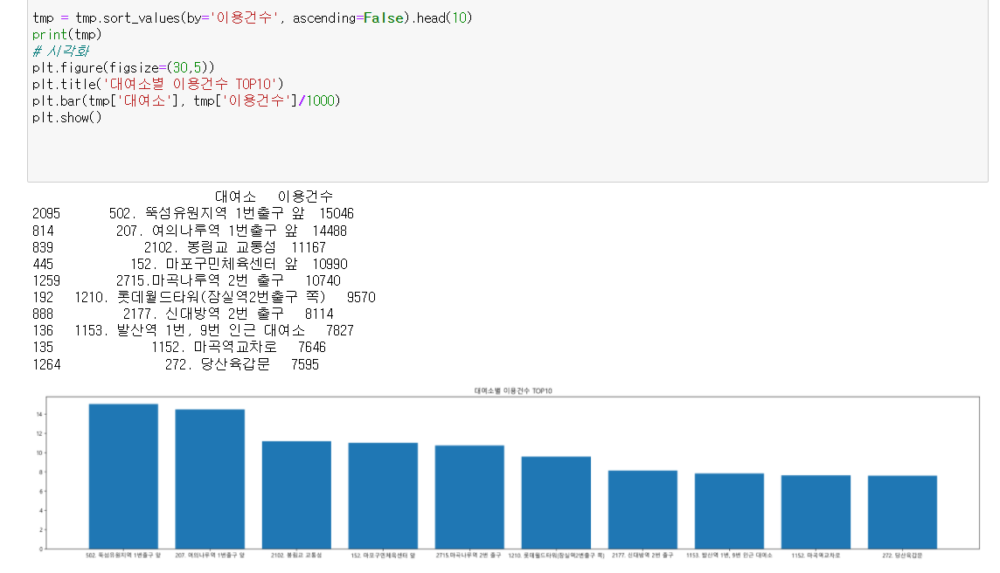 tmp = tmp.sort_values(by='이용건수', ascending=False).head(10)
print(tmp)
# 시각화
plt.figure(figsize=(30,5))
plt.title('대여소별 이용건수 TOP10')
plt.bar(tmp['대여소'], tmp['이용건수']/1000)
plt.show()
대여소 이용건수
2095 502. 뚝섬유원지역 1번출구 앞 15046
814 207. 여의나루역 1번출구 앞 14488
839 2102. 봉림교 교통섬 11167
445 152. 마포구민체육센터 앞 10990
1259 2715.마곡나루역 2번 출구 10740
192 1210. 롯데월드타워(잠실역2번출구 쪽) 9570
888 2177. 신대방역 2번 출구 8114
136 1153. 발산역 1번, 9번 인근 대여소 7827
135 1152. 마곡역교차로 7646
1264 272. 당산육갑문 7595
대여소별 이용건수 TOP10
14
12
10
8
6
4
2
0
502. 뚝섬유원지역 1번출구 앞 207. 여의나루역 1번출구 앞 2102. 봉림교 교통섬 152. 마포구민체육센터 앞 2715.마곡나루역 2번 출구 1210. 롯데월드타워(잠실역2번출구 쪽) 2177. 신대방역 2번 출구 1153. 발산역 1번, 9번 인근 대여소 1152. 마곡역교차로 272. 당산육갑문